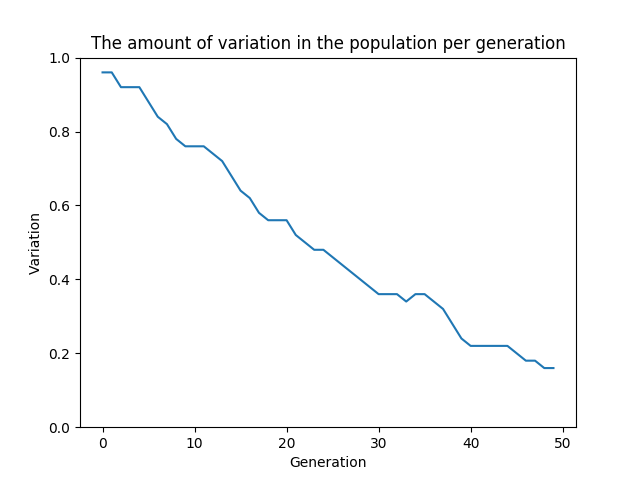 The amount of variation in the population per generation
1.0
0.8
0.6
0.4
0.2
0.0
Variation
0 10 20 30 40 50
Generation